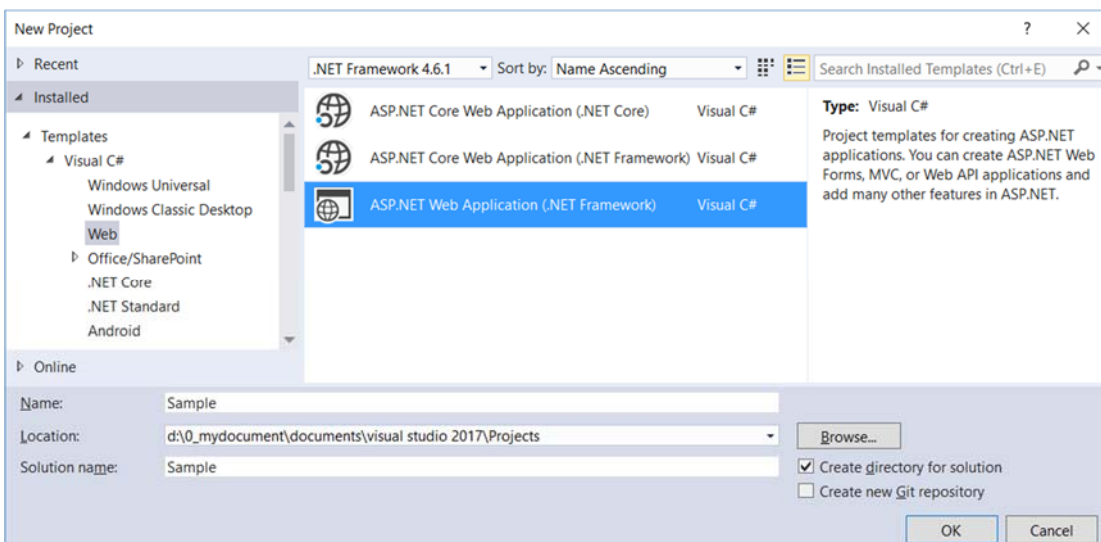 New Project
?
Recent
.NET Framework 4.6.1
Sort by:
Name Ascending
Search Installed Templates (Ctrl+E)
Installed
Templates
Visual C#
Windows Universal
Windows Classic Desktop
Web
Office/SharePoint
.NET Core
.NET Standard
Android
Online
ASP.NET Core Web Application (.NET Core) Visual C#
ASP.NET Core Web Application (.NET Framework) Visual C#
ASP.NET Web Application (.NET Framework) Visual C#
Type: Visual C#
Project templates for creating ASP.NET
applications. You can create ASP.NET Web
Forms, MVC, or Web API applications and
add many other features in ASP.NET.
Name: Sample
Location: d:\0_mydocument\documents\visual studio 2017\Projects
Browse...
Solution name: Sample
Create directory for solution
Create new Git repository
OK
Cancel